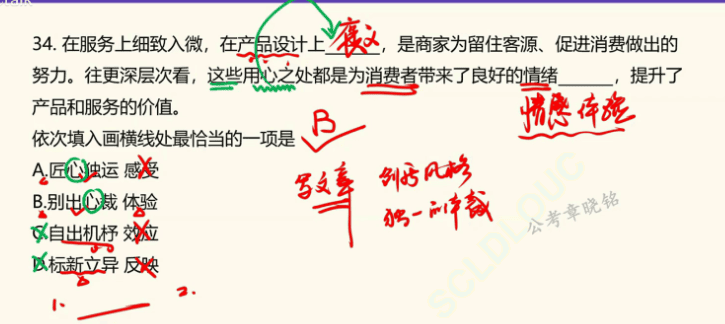 34. 在服务上细致入微，在产品设计上______，是商家为留住客源、促进消费做出的
褒义
努力。往更深层次看，这些用心之处都是为消费者带来了良好的情绪______，提升了
产品和服务的价值。
情感体验
依次填入画横线处最恰当的一项是
B
A.匠心独运 感受
B.别出心裁 体验
C.自出机杼 效应
D.标新立异 反映
写文章 创新风格
独一的体裁
公考章晓铭
SCLDLOUC
1. 2.